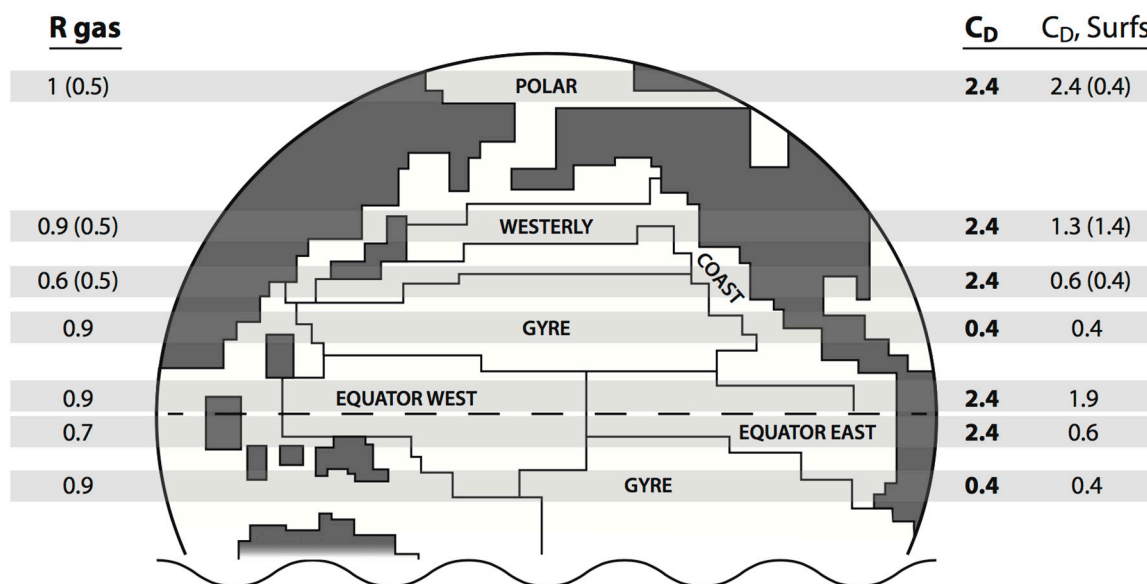 R gas C_D C_D, Surfs
1 (0.5) POLAR 2.4 2.4 (0.4)
0.9 (0.5) WESTERLY 2.4 1.3 (1.4)
COAST
0.6 (0.5) 2.4 0.6 (0.4)
0.9 GYRE 0.4 0.4
0.9 EQUATOR WEST 2.4 1.9
0.7 EQUATOR EAST 2.4 0.6
0.9 GYRE 0.4 0.4